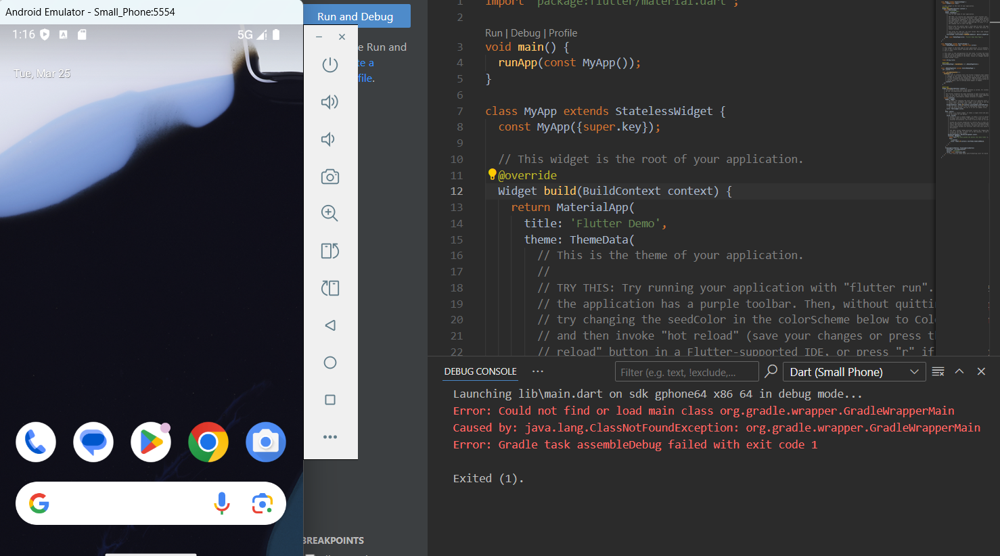 Android Emulator - Small_Phone:5554
1:16
5G
Tue, Mar 25
Run and Debug
e Run and
te a
file.
BREAKPOINTS
1 import 'package:flutter/material.dart';
2
Run | Debug | Profile
3 void main() {
4 runApp(const MyApp());
5 }
6
7 class MyApp extends StatelessWidget {
8 const MyApp({super.key});
9
10 // This widget is the root of your application.
11 @override
12 Widget build(BuildContext context) {
13 return MaterialApp(
14 title: 'Flutter Demo',
15 theme: ThemeData(
16 // This is the theme of your application.
17 //
18 // TRY THIS: Try running your application with "flutter run".
19 // the application has a purple toolbar. Then, without quitti
20 // try changing the seedColor in the colorScheme below to Col
21 // and then invoke "hot reload" (save your changes or press t
22 // reload" button in a Flutter-supported IDE, or press "r" if
DEBUG CONSOLE
Filter (e.g. text, !exclude,...
Dart (Small Phone)
Launching lib\main.dart on sdk gphone64 x86 64 in debug mode...
Error: Could not find or load main class org.gradle.wrapper.GradleWrapperMain
Caused by: java.lang.ClassNotFoundException: org.gradle.wrapper.GradleWrapperMain
Error: Gradle task assembleDebug failed with exit code 1
Exited (1).